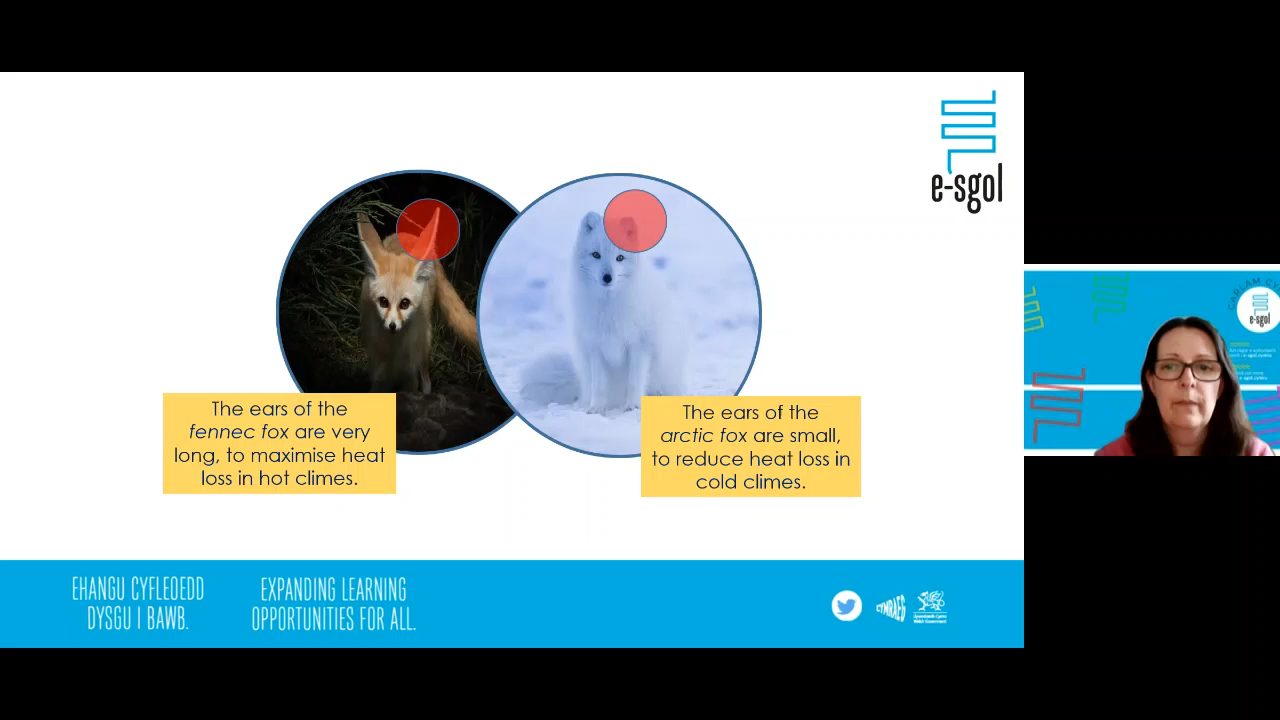 e-sgol
The ears of the
fennec fox are very
long, to maximise heat
loss in hot climes.
The ears of the
arctic fox are small,
to reduce heat loss in
cold climes.
EHANGU CYFLEOEDD
DYSGU I BAWB.
EXPANDING LEARNING
OPPORTUNITIES FOR ALL.
CYMRAEG
Welsh Government
e-sgol